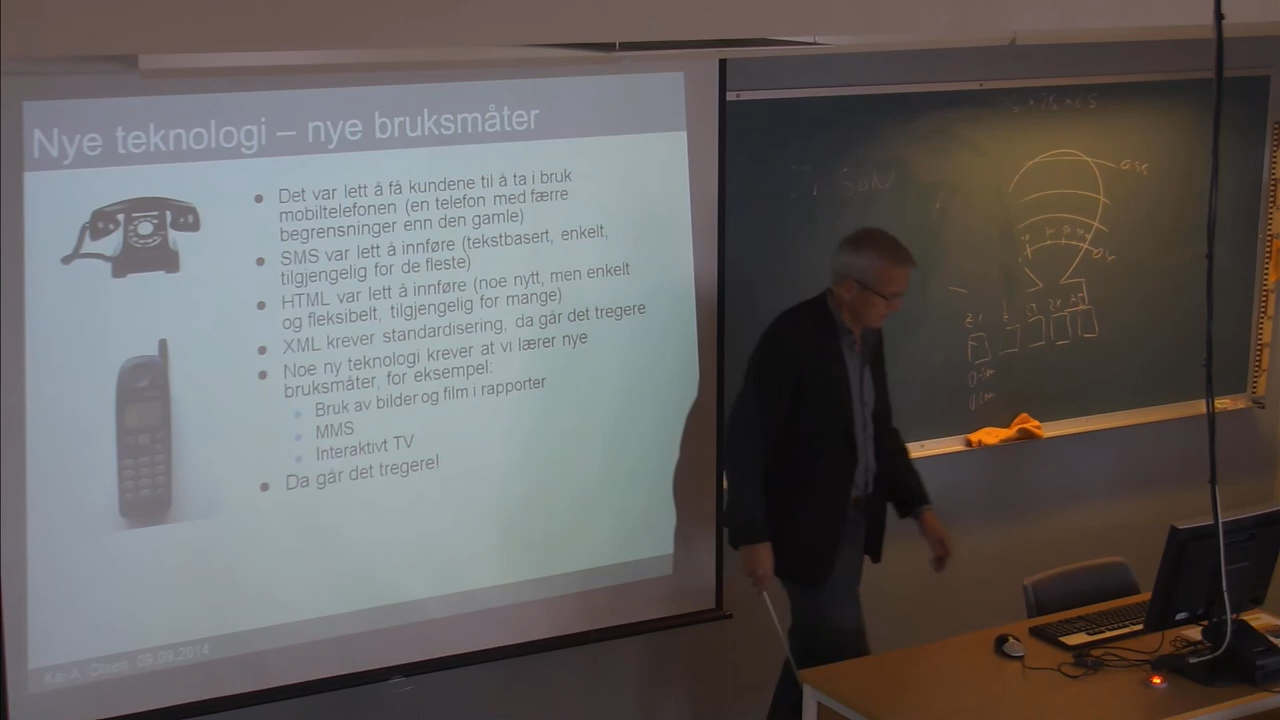 Nye teknologi – nye bruksmåter
Det var lett å få kundene til å ta i bruk
mobiltelefonen (en telefon med færre
begrensninger enn den gamle)
SMS var lett å innføre (tekstbasert, enkelt,
tilgjengelig for de fleste)
HTML var lett å innføre (noe nytt, men enkelt
og fleksibelt, tilgjengelig for mange)
XML krever standardisering, da går det tregere
Noe ny teknologi krever at vi lærer nye
bruksmåter, for eksempel:
Bruk av bilder og film i rapporter
MMS
Interaktivt TV
Da går det tregere!
Kai A. Olsen, 09.09.2014
SUN